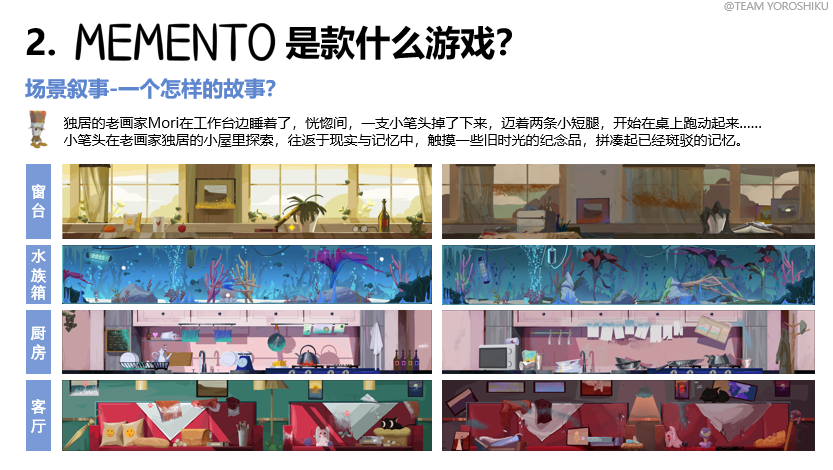 @TEAM YOROSHIKU
2. MEMENTO 是款什么游戏?
场景叙事-一个怎样的故事?
独居的老画家Mori在工作台边睡着了，恍惚间，一支小笔头掉了下来，迈着两条小短腿，开始在桌上跑动起来……
小笔头在老画家独居的小屋里探索，往返于现实与记忆中，触摸一些旧时光的纪念品，拼凑起已经斑驳的记忆。
窗台
水族箱
厨房
客厅